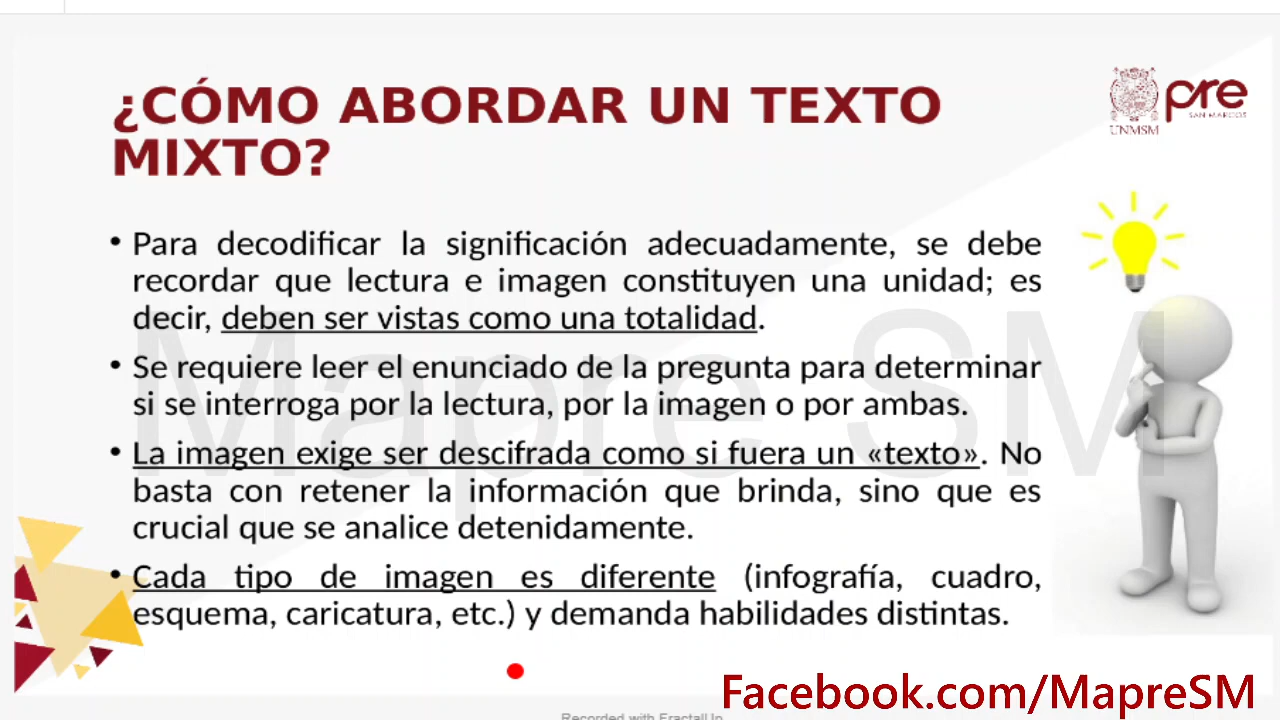 ¿CÓMO ABORDAR UN TEXTO
MIXTO?
UNMSM
pre
SAN MARCOS
• Para decodificar la significación adecuadamente, se debe
recordar que lectura e imagen constituyen una unidad; es
decir, deben ser vistas como una totalidad.
• Se requiere leer el enunciado de la pregunta para determinar
si se interroga por la lectura, por la imagen o por ambas.
• La imagen exige ser descifrada como si fuera un «texto». No
basta con retener la información que brinda, sino que es
crucial que se analice detenidamente.
• Cada tipo de imagen es diferente (infografía, cuadro,
esquema, caricatura, etc.) y demanda habilidades distintas.
Mapre SM
Facebook.com/MapreSM
Recorded with